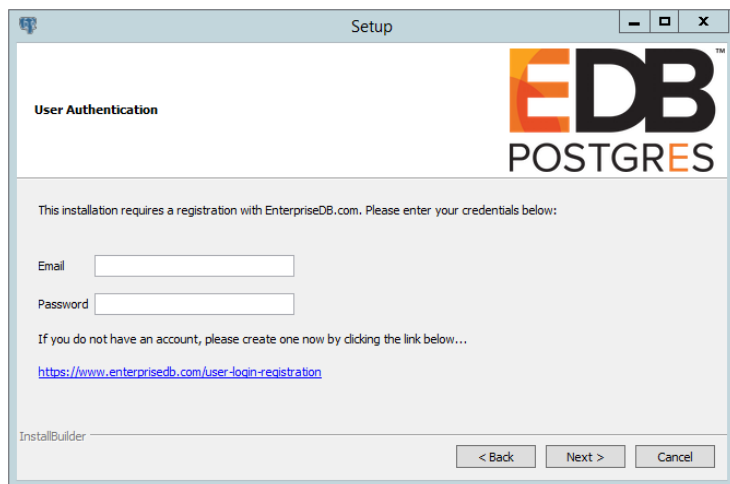 Setup
EDB™
POSTGRES
User Authentication
This installation requires a registration with EnterpriseDB.com. Please enter your credentials below:
Email
Password
If you do not have an account, please create one now by clicking the link below...
https://www.enterprisedb.com/user-login-registration
InstallBuilder
< Back Next > Cancel